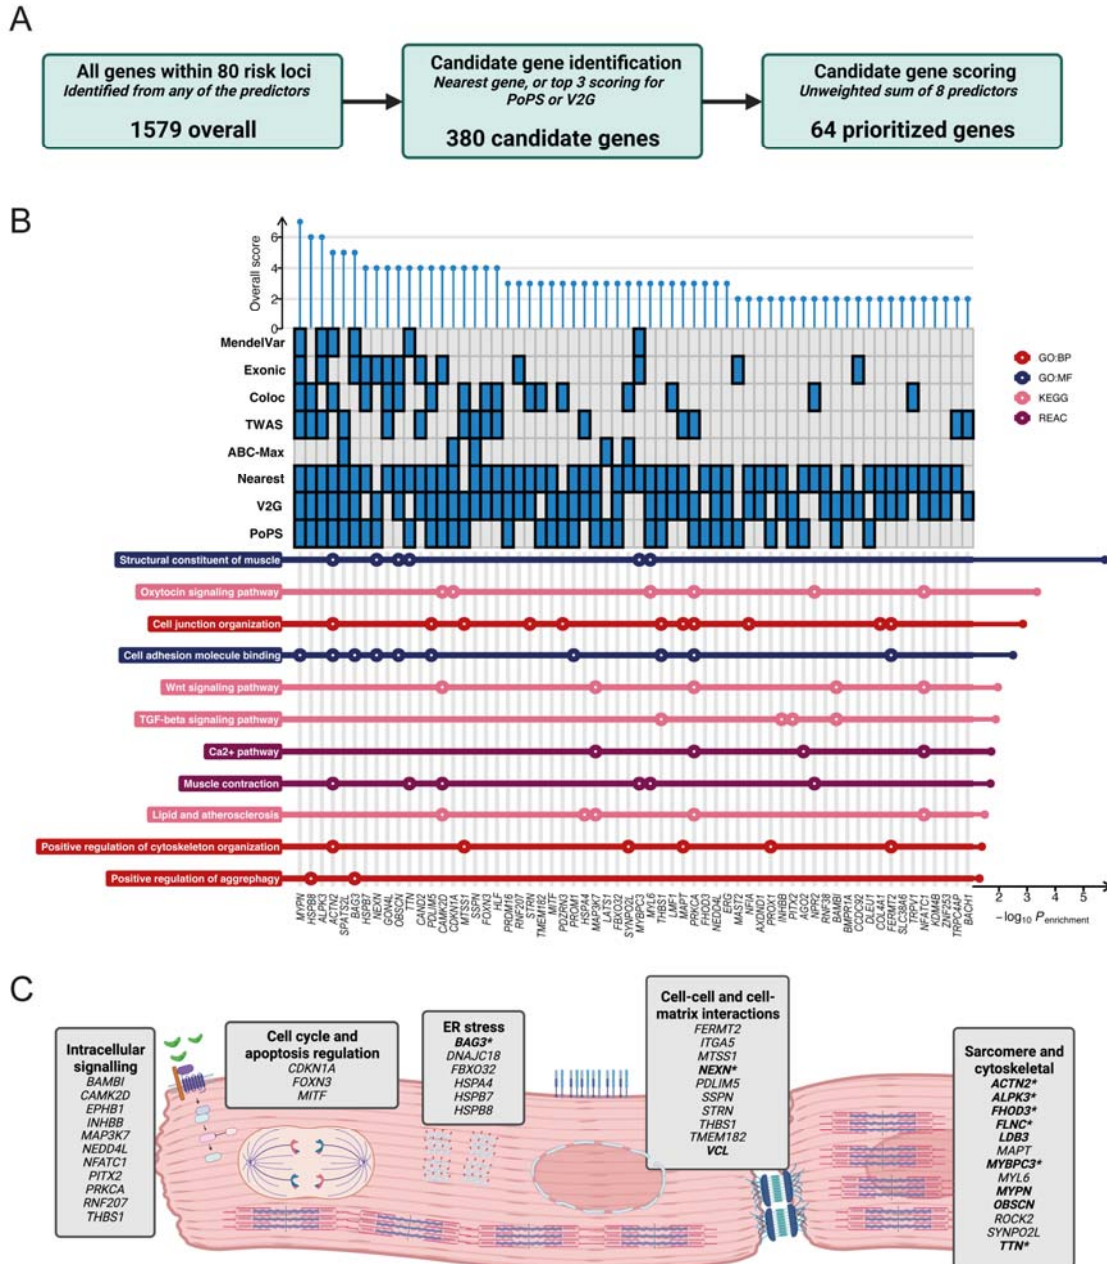 A
All genes within 80 risk loci
Identified from any of the predictors
1579 overall
Candidate gene identification
Nearest gene, or top 3 scoring for
PoPS or V2G
380 candidate genes
Candidate gene scoring
Unweighted sum of 8 predictors
64 prioritized genes
B
Overall score
6
4
2
0
MendelVar
Exonic
Coloc
TWAS
ABC-Max
Nearest
V2G
PoPS
GO:BP
GO:MF
KEGG
REAC
Structural constituent of muscle
Oxytocin signaling pathway
Cell junction organization
Cell adhesion molecule binding
Wnt signaling pathway
TGF-beta signaling pathway
Ca2+ pathway
Muscle contraction
Lipid and atherosclerosis
Positive regulation of cytoskeleton organization
Positive regulation of aggrephagy
MYPN
HSPB8
ALPK3
ACTN2
SPATS2L
BAG3
HSPB7
NEXN
GON4L
OBSCN
TTN
CAND2
PDLIM5
CAMK2D
CDKN1A
MTSS1
SSPN
FOXN3
HLF
PRDM16
RNF207
STRN
TMEM182
MITF
PDZRN3
PROM1
HSPA4
MAP3K7
LATS1
FBXO32
SYNPO2L
MYBPC3
MYL6
THBS1
LMF1
MAPT
PRKCA
FHOD3
NEDD4L
ERG
MAST2
NFIA
AXDND1
PROX1
INHBB
PITX2
AGO2
NPR2
RNF3B
BAMBI
BMPR1A
CCDC92
DLEU1
COL4A1
FERMT2
SLC38A6
TRPV1
NFATC1
KDM4B
ZNF253
TRPC4AP
BACH1
2 3 4 5
−log10 Penrichment
C
Intracellular
signalling
BAMBI
CAMK2D
EPHB1
INHBB
MAP3K7
NEDD4L
NFATC1
PITX2
PRKCA
RNF207
THBS1
Cell cycle and
apoptosis regulation
CDKN1A
FOXN3
MITF
ER stress
BAG3*
DNAJC18
FBXO32
HSPA4
HSPB7
HSPB8
Cell-cell and cell-
matrix interactions
FERMT2
ITGA5
MTSS1
NEXN*
PDLIM5
SSPN
STRN
THBS1
TMEM182
VCL
Sarcomere and
cytoskeletal
ACTN2*
ALPK3*
FHOD3*
FLNC*
LDB3
MAPT
MYBPC3*
MYL6
MYPN
OBSCN
ROCK2
SYNPO2L
TTN*